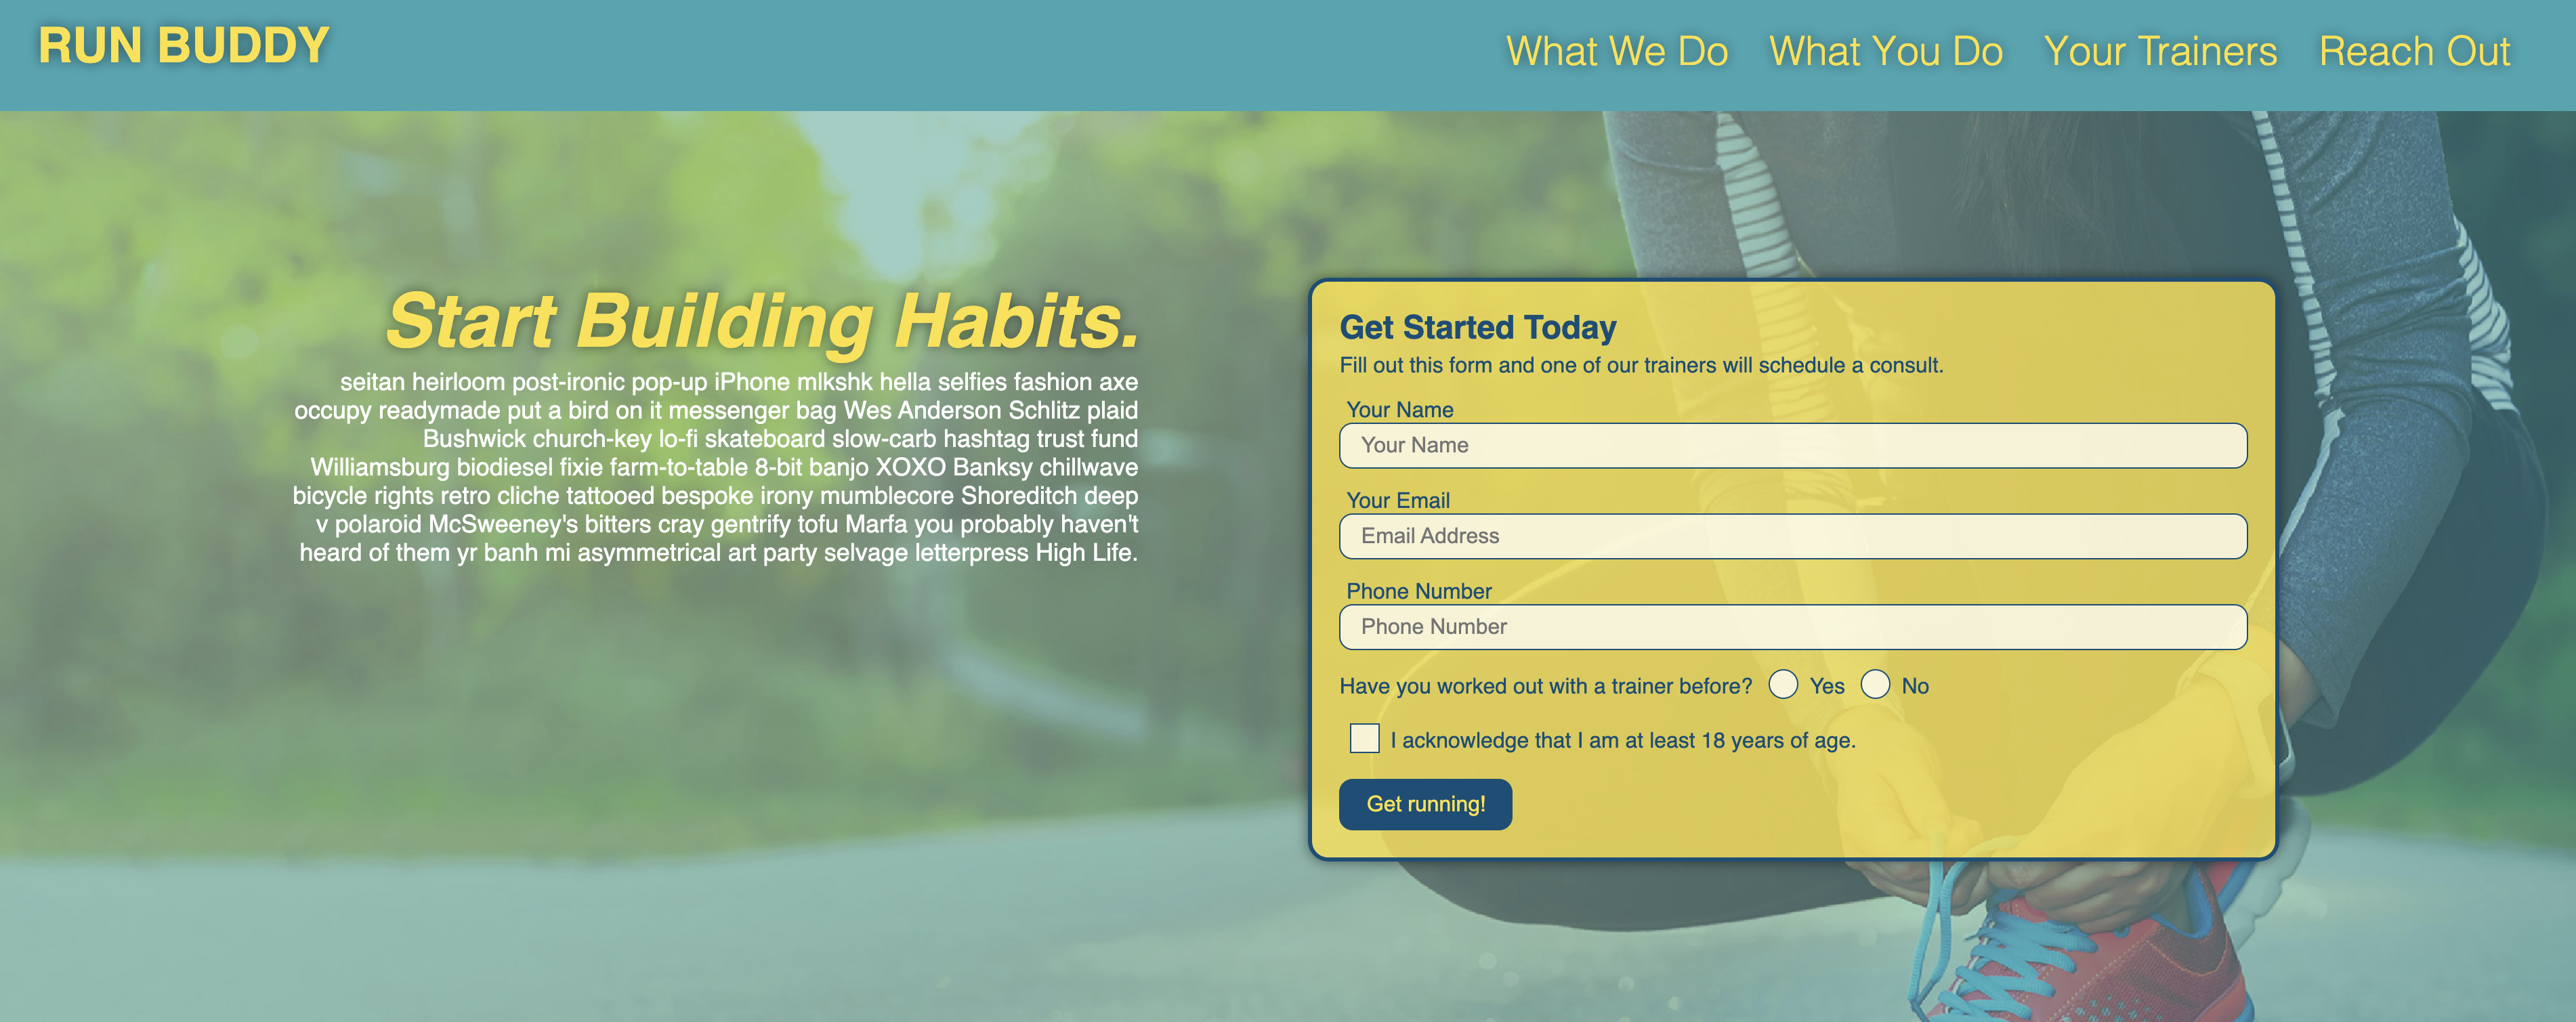 RUN BUDDY
What We Do
What You Do
Your Trainers
Reach Out
Start Building Habits.
seitan heirloom post-ironic pop-up iPhone mlkshk hella selfies fashion axe
occupy readymade put a bird on it messenger bag Wes Anderson Schlitz plaid
Bushwick church-key lo-fi skateboard slow-carb hashtag trust fund
Williamsburg biodiesel fixie farm-to-table 8-bit banjo XOXO Banksy chillwave
bicycle rights retro cliche tattooed bespoke irony mumblecore Shoreditch deep
v polaroid McSweeney's bitters cray gentrify tofu Marfa you probably haven't
heard of them yr banh mi asymmetrical art party selvage letterpress High Life.
Get Started Today
Fill out this form and one of our trainers will schedule a consult.
Your Name
Your Name
Your Email
Email Address
Phone Number
Phone Number
Have you worked out with a trainer before? Yes No
I acknowledge that I am at least 18 years of age.
Get running!